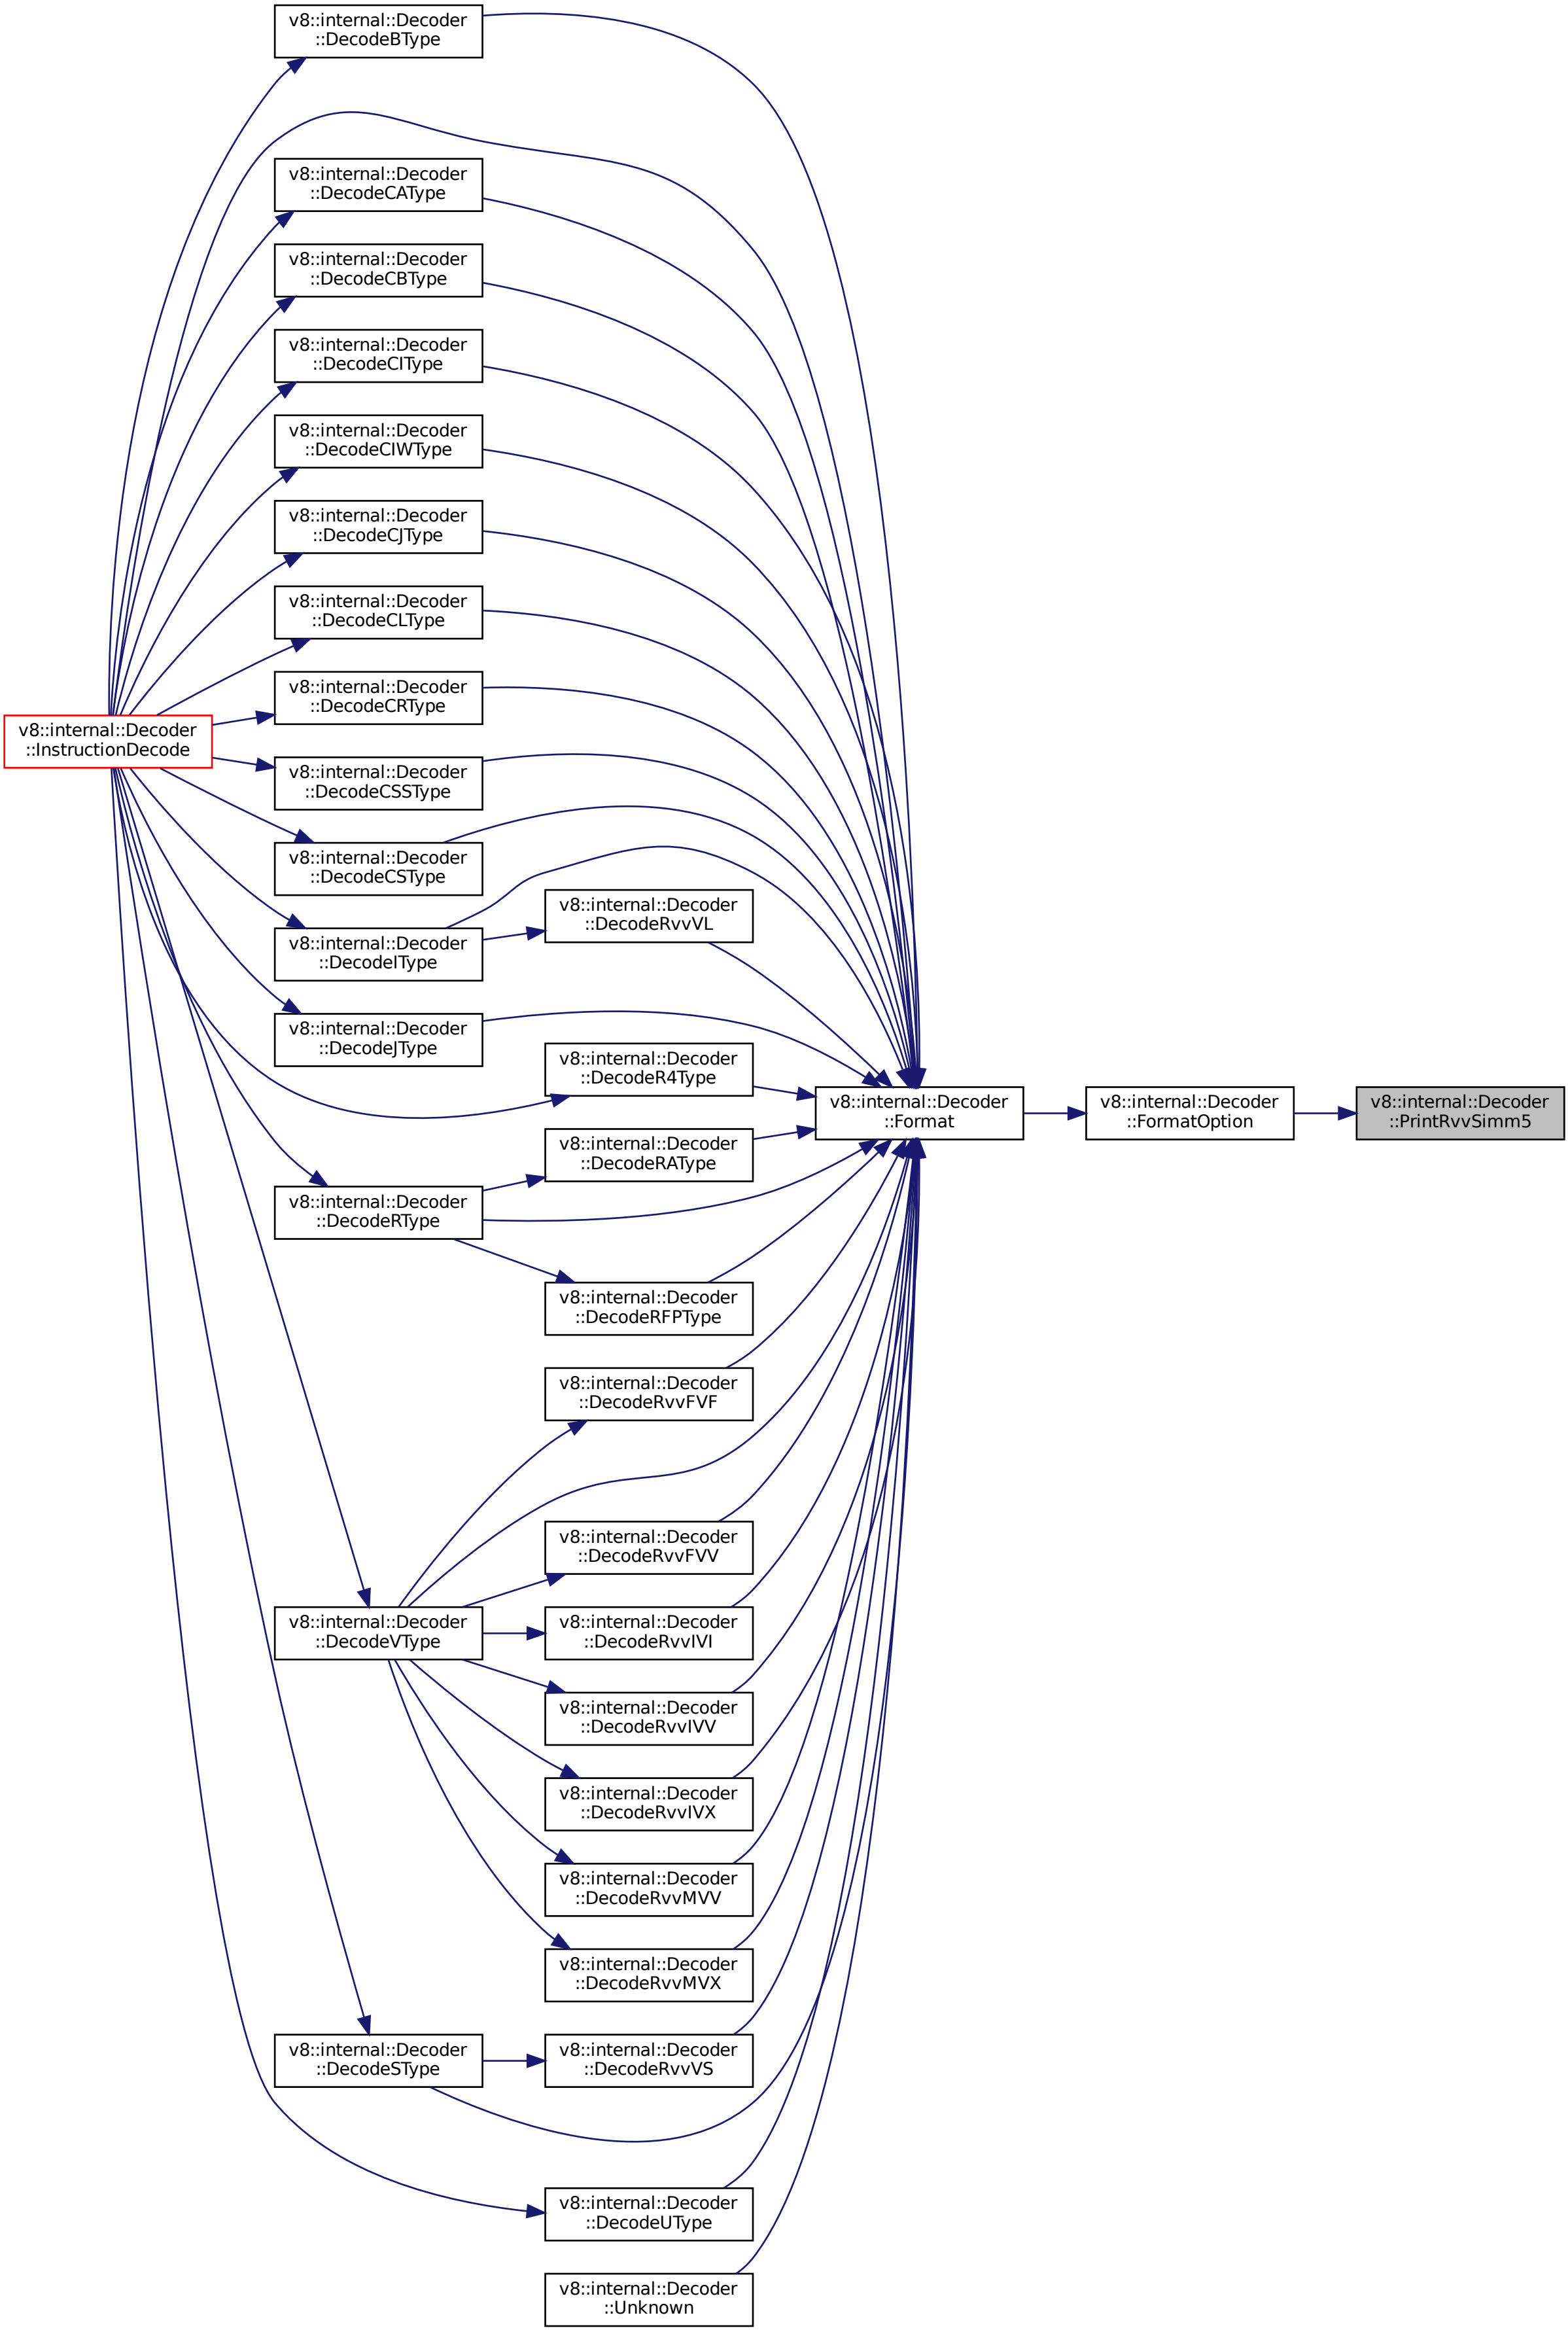 v8::internal::Decoder
::DecodeBType
v8::internal::Decoder
::DecodeCAType
v8::internal::Decoder
::DecodeCBType
v8::internal::Decoder
::DecodeCIType
v8::internal::Decoder
::DecodeCIWType
v8::internal::Decoder
::DecodeCJType
v8::internal::Decoder
::DecodeCLType
v8::internal::Decoder
::DecodeCRType
v8::internal::Decoder
::InstructionDecode
v8::internal::Decoder
::DecodeCSSType
v8::internal::Decoder
::DecodeCSType
v8::internal::Decoder
::DecodeRvvVL
v8::internal::Decoder
::DecodeIType
v8::internal::Decoder
::DecodeJType
v8::internal::Decoder
::DecodeR4Type
v8::internal::Decoder
::Format
v8::internal::Decoder
::FormatOption
v8::internal::Decoder
::PrintRvvSimm5
v8::internal::Decoder
::DecodeRAType
v8::internal::Decoder
::DecodeRType
v8::internal::Decoder
::DecodeRFPType
v8::internal::Decoder
::DecodeRvvFVF
v8::internal::Decoder
::DecodeRvvFVV
v8::internal::Decoder
::DecodeVType
v8::internal::Decoder
::DecodeRvvIVI
v8::internal::Decoder
::DecodeRvvIVV
v8::internal::Decoder
::DecodeRvvIVX
v8::internal::Decoder
::DecodeRvvMVV
v8::internal::Decoder
::DecodeRvvMVX
v8::internal::Decoder
::DecodeSType
v8::internal::Decoder
::DecodeRvvVS
v8::internal::Decoder
::DecodeUType
v8::internal::Decoder
::Unknown